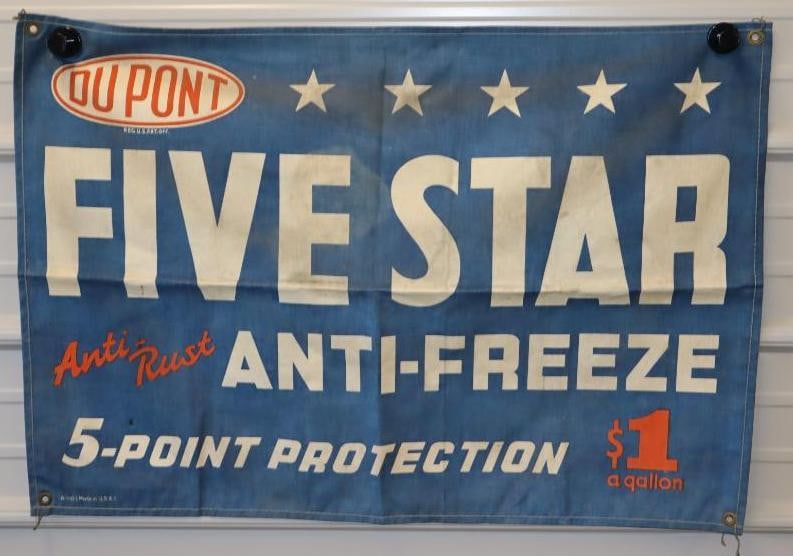 DU PONT
REG. U.S. PAT. OFF.
FIVE STAR
Anti-Rust ANTI-FREEZE
5-POINT PROTECTION
$1
a gallon
Made in U.S.A.